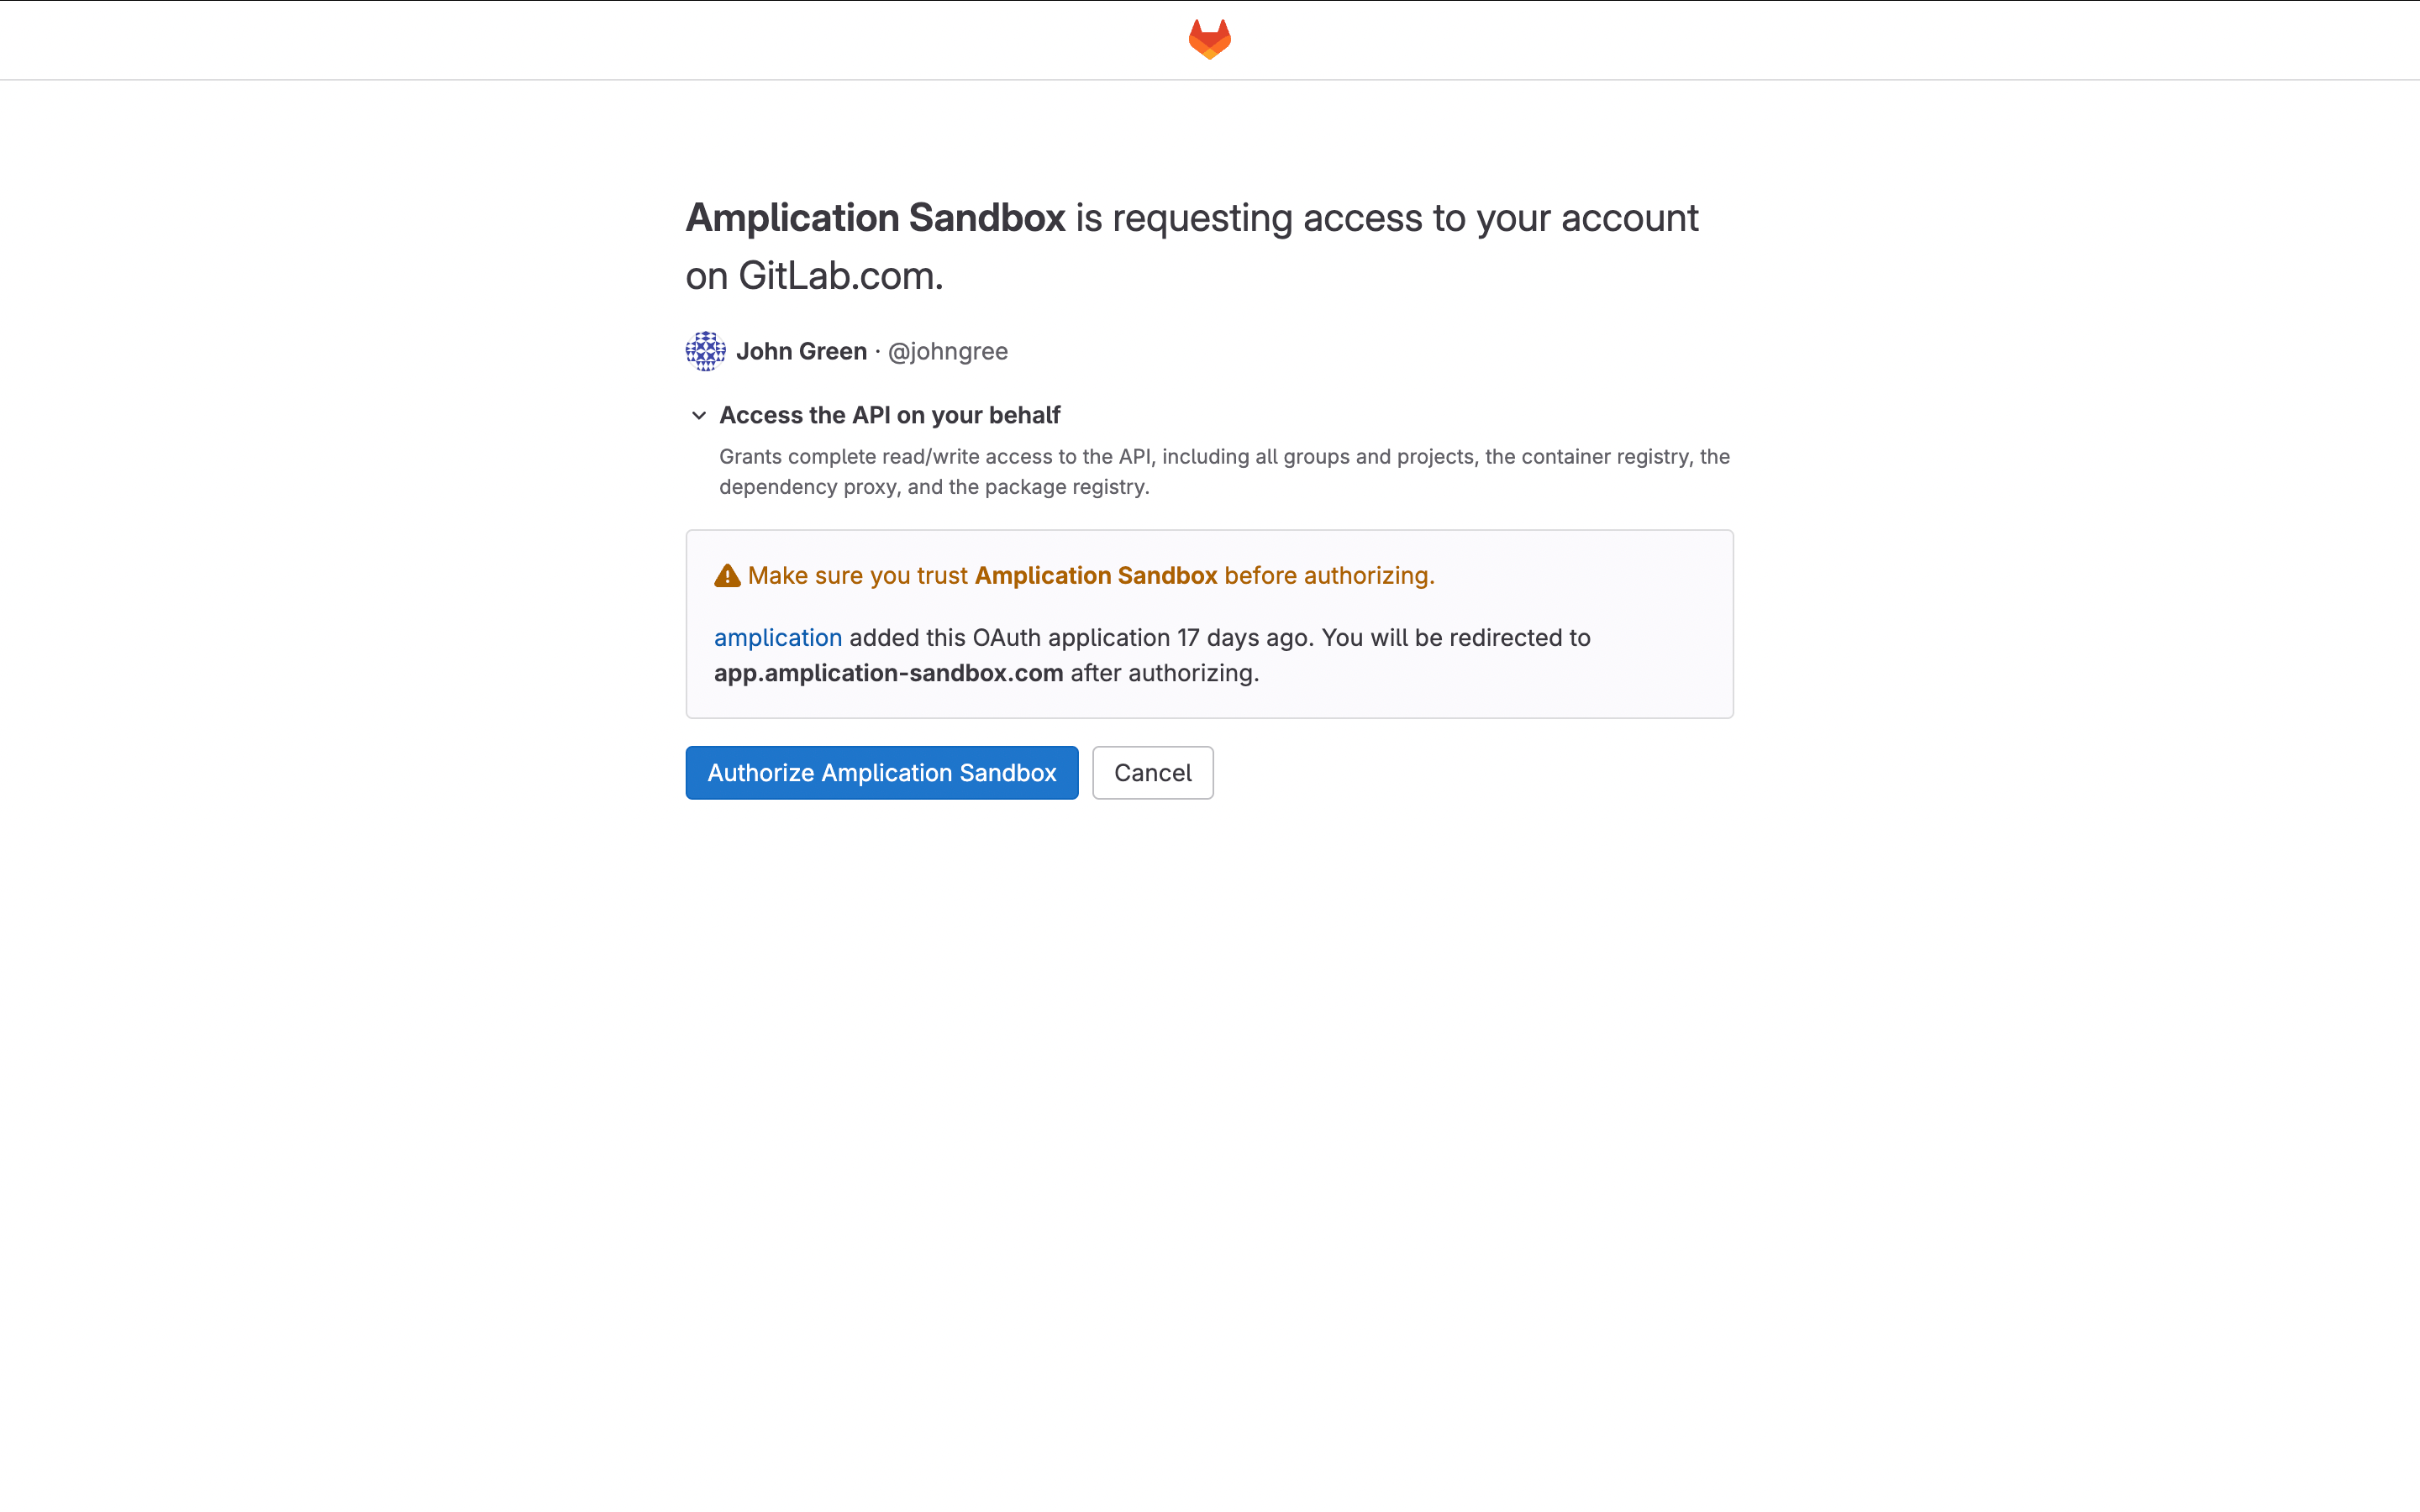 Amplication Sandbox is requesting access to your account
on GitLab.com.
John Green · @johngree
Access the API on your behalf
Grants complete read/write access to the API, including all groups and projects, the container registry, the
dependency proxy, and the package registry.
Make sure you trust Amplication Sandbox before authorizing.
amplication added this OAuth application 17 days ago. You will be redirected to
app.amplication-sandbox.com after authorizing.
Authorize Amplication Sandbox
Cancel